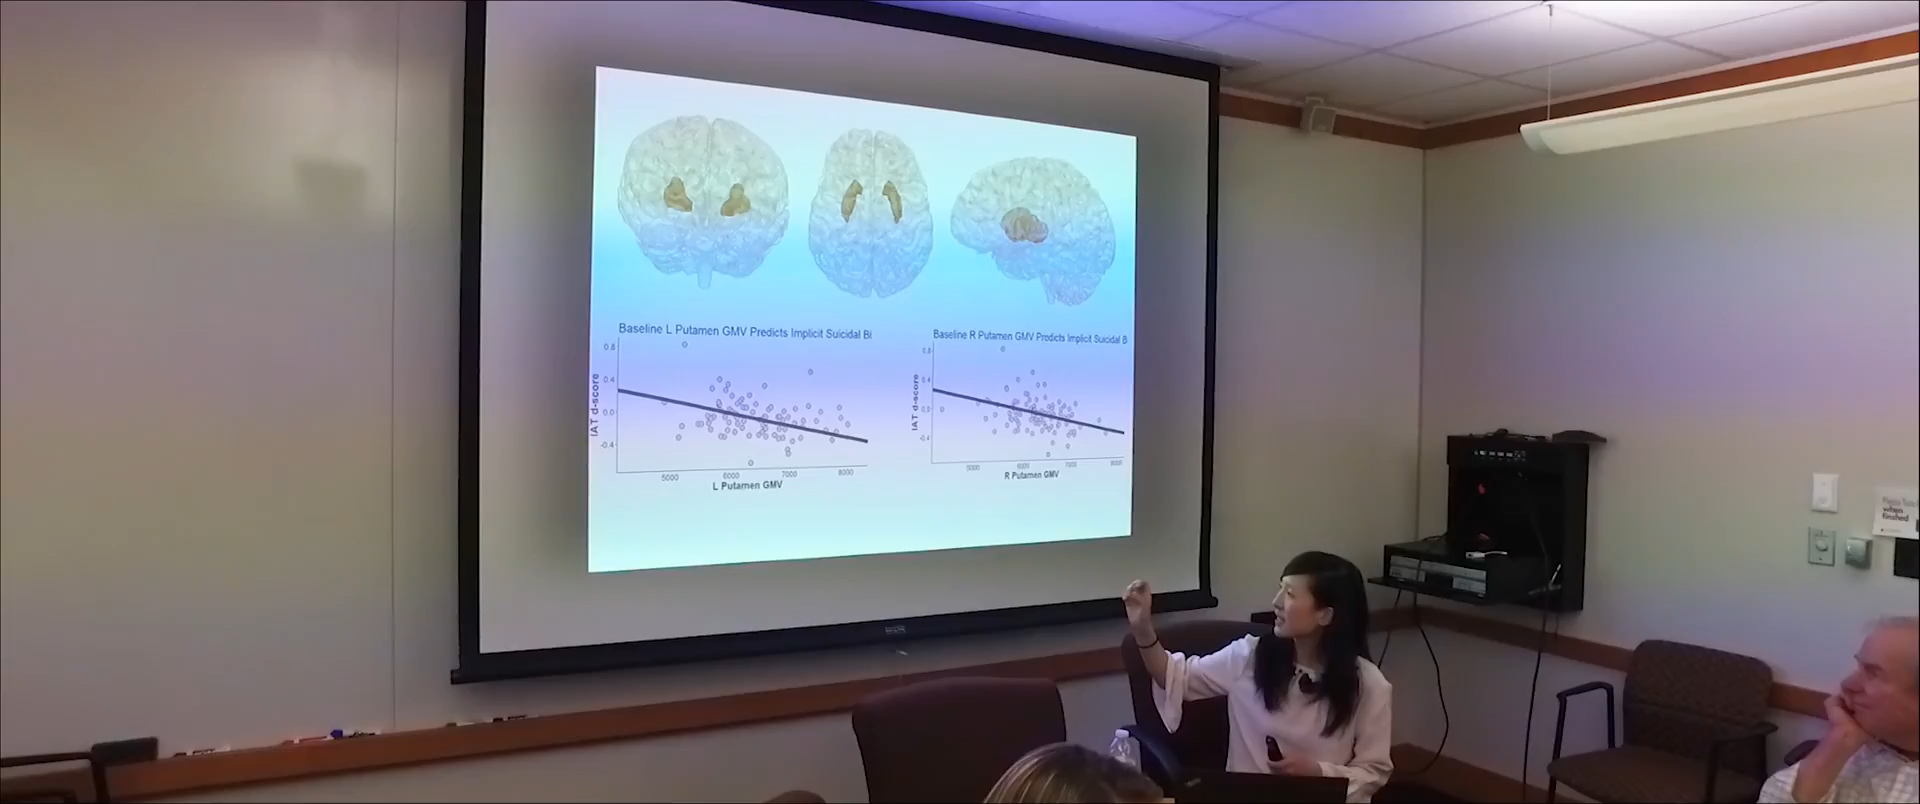 Baseline L Putamen GMV Predicts Implicit Suicidal Bi
Baseline R Putamen GMV Predicts Implicit Suicidal B
IAT d-score
0.8
0.4
0.0
-0.4
5000 6000 7000 8000
L Putamen GMV
IAT d-score
0.8
0.4
0.0
-0.4
5000 6000 7000 8000
R Putamen GMV
when
finished